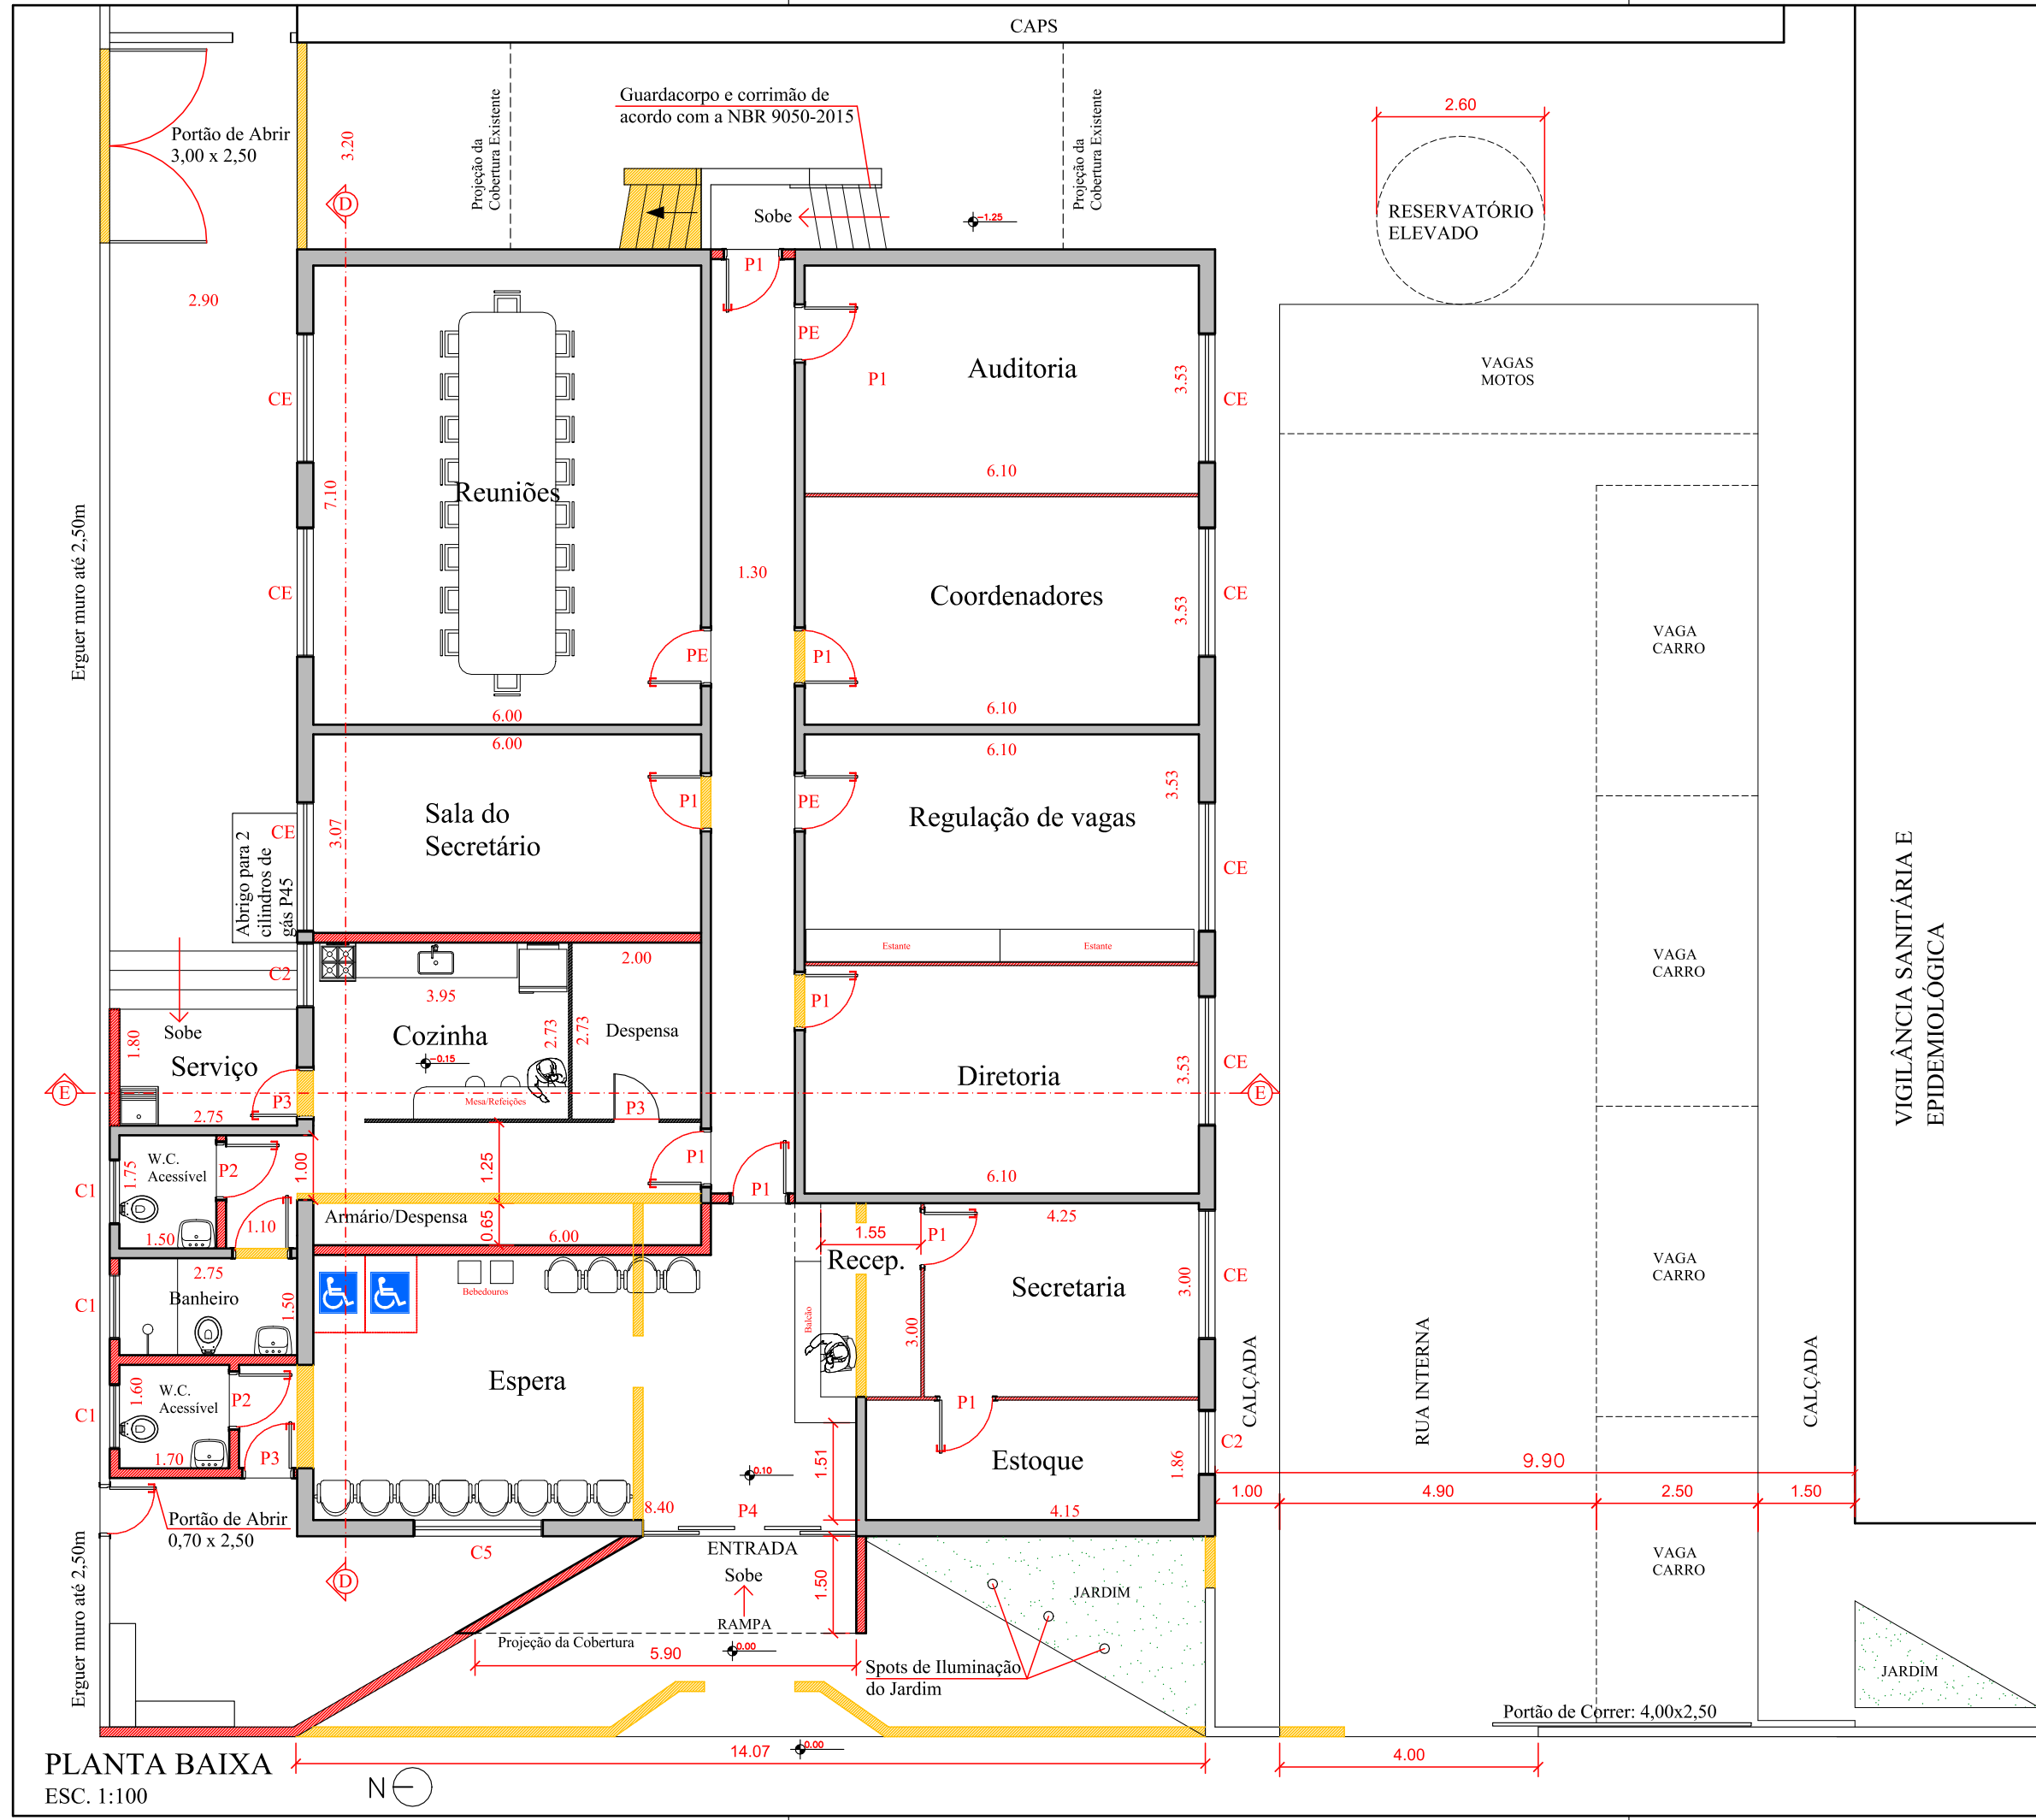 CAPS
Guardacorpo e corrimão de
acordo com a NBR 9050-2015
Portão de Abrir
3,00 x 2,50
3.20
Projeção da
Cobertura Existente
Projeção da
Cobertura Existente
2.60
D
Sobe
-1.25
RESERVATÓRIO
ELEVADO
P1
2.90
PE
Auditoria
P1
3.53
VAGAS
MOTOS
CE
CE
6.10
7.10
Reuniões
Erguer muro até 2,50m
1.30
CE
Coordenadores
3.53
CE
VAGA
CARRO
PE
P1
6.00
6.10
6.00
6.10
Sala do
Secretário
P1
PE
3.53
Regulação de vagas
CE
3.07
CE
Abrigo para 2
cilindros de
gás P45
Estante
Estante
VIGILÂNCIA SANITÁRIA E
EPIDEMIOLÓGICA
VAGA
CARRO
C2
2.00
3.95
P1
Sobe
1.80
Serviço
Cozinha
-0.15
2.73
2.73
Despensa
Diretoria
3.53
CE
E
E
P3
Mesa/Refeições
P3
2.75
W.C.
Acessível
1.75
P2
1.00
1.25
P1
P1
6.10
C1
1.10
1.50
Armário/Despensa
0.65
6.00
1.55
P1
4.25
Recep.
Secretaria
3.00
CE
VAGA
CARRO
2.75
Banheiro
1.50
C1
Bebedouros
Balcão
3.00
W.C.
Acessível
1.60
P2
C1
Espera
P1
CALÇADA
RUA INTERNA
CALÇADA
1.70
P3
Estoque
1.86
C2
1.51
0.10
9.90
1.00
4.90
2.50
1.50
8.40
P4
4.15
Portão de Abrir
0,70 x 2,50
C5
ENTRADA
Sobe
1.50
D
VAGA
CARRO
JARDIM
Erguer muro até 2,50m
RAMPA
Projeção da Cobertura
0.00
5.90
Spots de Iluminação
do Jardim
JARDIM
Portão de Correr: 4,00x2,50
14.07
0.00
4.00
PLANTA BAIXA
ESC. 1:100
N